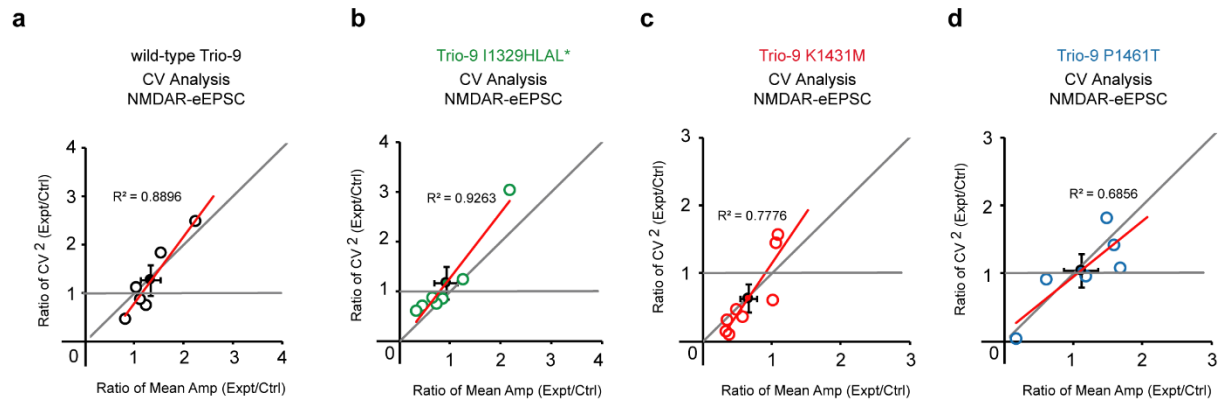 a
wild-type Trio-9
CV Analysis
NMDAR-eEPSC
Ratio of CV 2 (Expt/Ctrl)
4
3
2
1
0
R² = 0.8896
1 2 3 4
Ratio of Mean Amp (Expt/Ctrl)
b
Trio-9 I1329HLAL*
CV Analysis
NMDAR-eEPSC
Ratio of CV 2 (Expt/Ctrl)
4
3
2
1
0
R² = 0.9263
1 2 3 4
Ratio of Mean Amp (Expt/Ctrl)
c
Trio-9 K1431M
CV Analysis
NMDAR-eEPSC
Ratio of CV 2 (Expt/Ctrl)
3
2
1
0
R² = 0.7776
1 2 3
Ratio of Mean Amp (Expt/Ctrl)
d
Trio-9 P1461T
CV Analysis
NMDAR-eEPSC
Ratio of CV 2 (Expt/Ctrl)
3
2
1
0
R² = 0.6856
1 2 3
Ratio of Mean Amp (Expt/Ctrl)